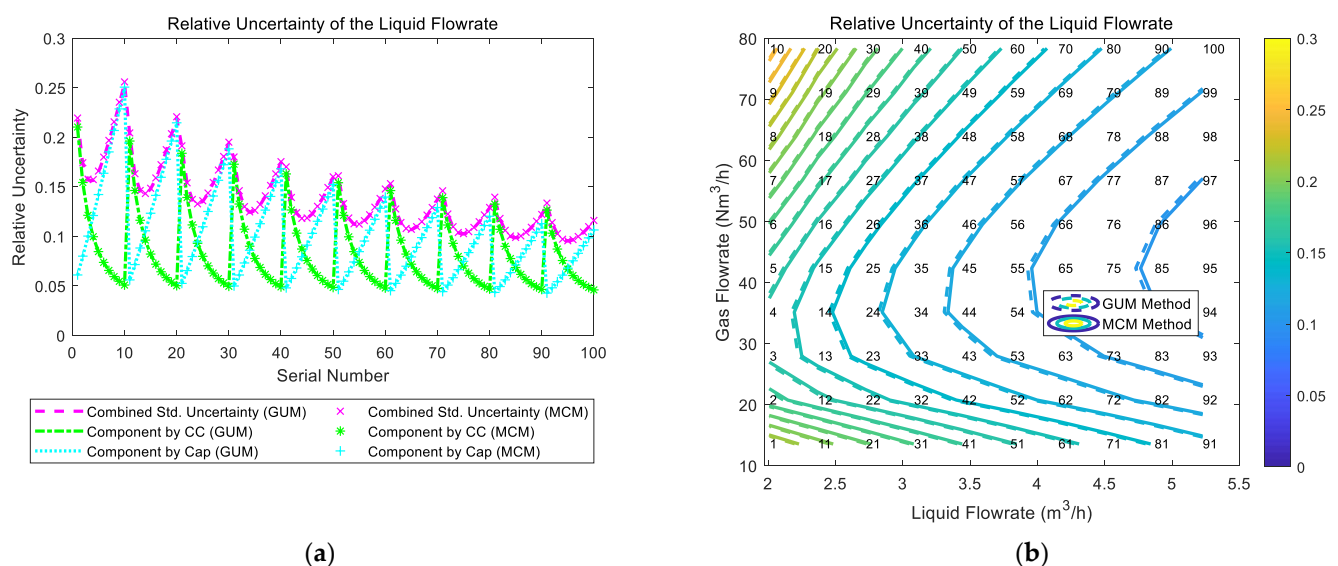 Relative Uncertainty of the Liquid Flowrate
0.3
0.25
0.2
0.15
0.1
0.05
0
Relative Uncertainty
0 10 20 30 40 50 60 70 80 90 100
Serial Number
Combined Std. Uncertainty (GUM) Combined Std. Uncertainty (MCM)
Component by CC (GUM) Component by CC (MCM)
Component by Cap (GUM) Component by Cap (MCM)
(a)
Relative Uncertainty of the Liquid Flowrate
80
70
60
50
40
30
20
10
Gas Flowrate (Nm³/h)
10 20 30 40 50 60 70 80 90 100
9 19 29 39 49 59 69 79 89 99
8 18 28 38 48 58 68 78 88 98
7 17 27 37 47 57 67 77 87 97
6 16 26 36 46 56 66 76 86 96
5 15 25 35 45 55 65 75 85 95
4 14 24 34 44 54 94
GUM Method
MCM Method
3 13 23 33 43 53 63 73 83 93
2 12 22 32 42 52 62 72 82 92
1 11 21 31 41 51 61 71 81 91
2 2.5 3 3.5 4 4.5 5 5.5
Liquid Flowrate (m³/h)
0.3
0.25
0.2
0.15
0.1
0.05
0
(b)